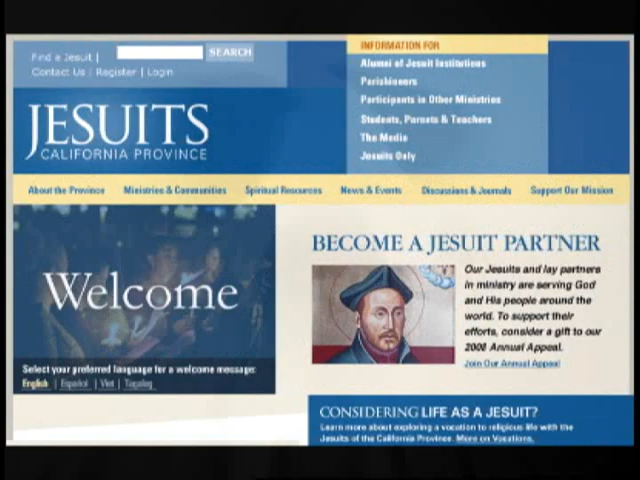 Find a Jesuit |
SEARCH
Contact Us | Register | Login
INFORMATION FOR
Alumni of Jesuit Institutions
Parishioners
Participants in Other Ministries
Students, Parents & Teachers
The Media
Jesuits Only
JESUITS
CALIFORNIA PROVINCE
About the Province
Ministries & Communities
Spiritual Resources
News & Events
Discussions & Journals
Support Our Mission
Welcome
Select your preferred language for a welcome message:
English | Español | Viet | Tagalog
BECOME A JESUIT PARTNER
Our Jesuits and lay partners
in ministry are serving God
and His people around the
world. To support their
efforts, consider a gift to our
2008 Annual Appeal.
Join Our Annual Appeal
CONSIDERING LIFE AS A JESUIT?
Learn more about exploring a vocation to religious life with the
Jesuits of the California Province. More on Vocations.